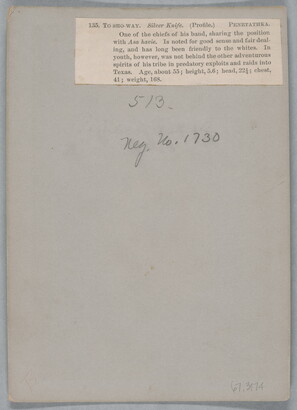 135. TO-SHO-WAY. Silver Knife. (Profile.) PENETATHKA.
One of the chiefs of his band, sharing the position
with Asa havie. Is noted for good sense and fair deal-
ing, and has long been friendly to the whites. In
youth, however, was not behind the other adventurous
spirits of his tribe in predatory exploits and raids into
Texas. Age, about 55; height, 5.6; head, 22½; chest,
41; weight, 168.
513.
Neg. No. 1730